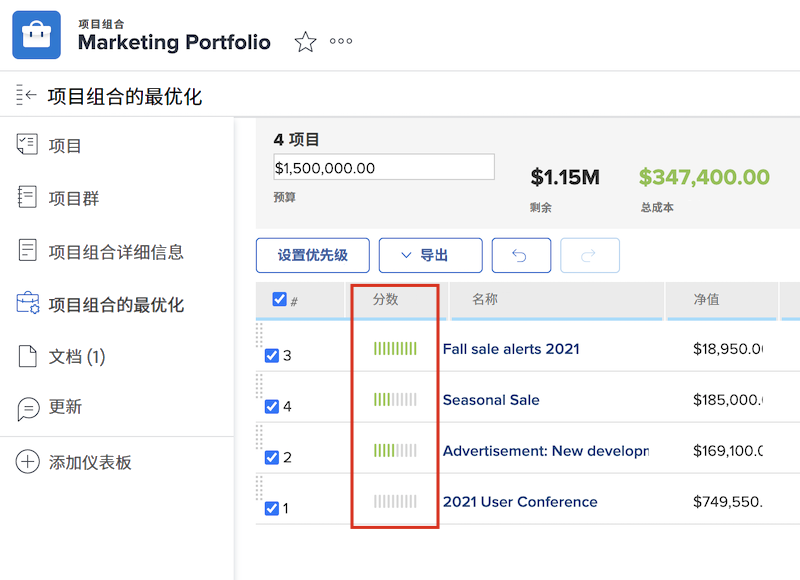 项目组合
Marketing Portfolio
项目组合的最优化
项目
项目群
项目组合详细信息
项目组合的最优化
文档 (1)
更新
添加仪表板
4 项目
$1,500,000.00
预算
$1.15M
剩余
$347,400.00
总成本
设置优先级
导出
# 分数 名称 净值
3 Fall sale alerts 2021 $18,950.0
4 Seasonal Sale $185,000.
2 Advertisement: New developm $169,100.0
1 2021 User Conference $749,550.